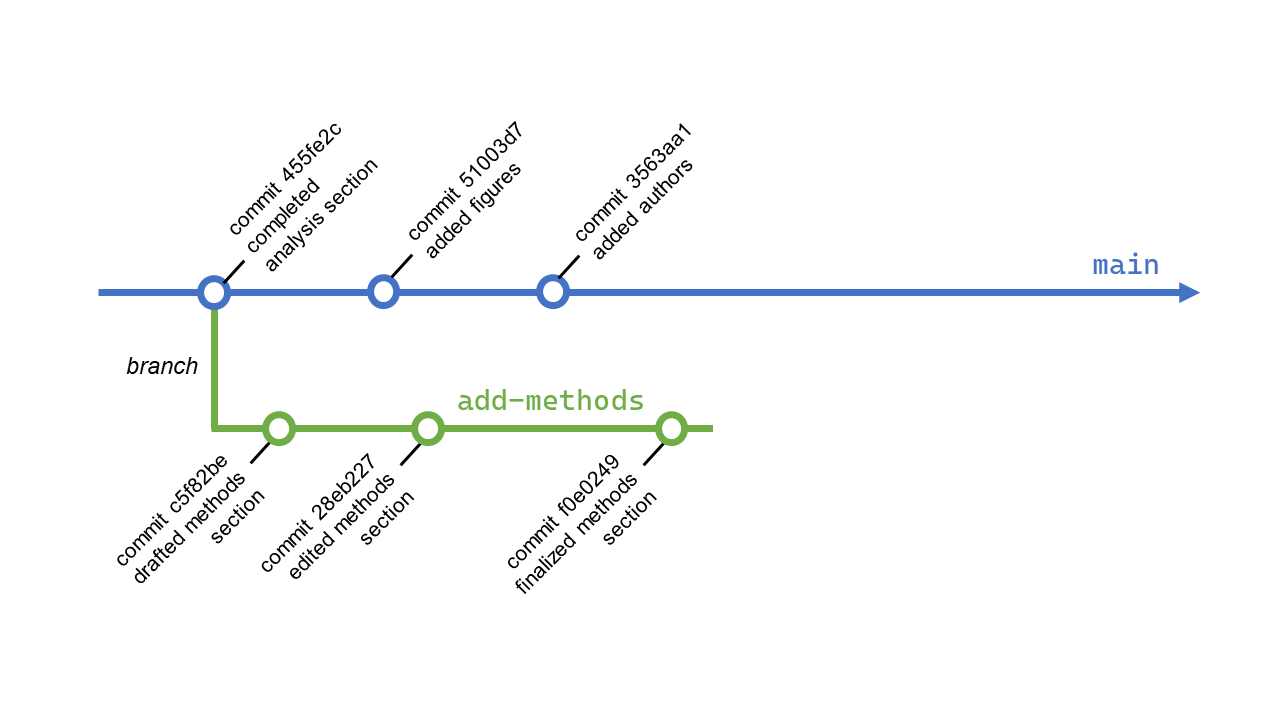 commit 455fe2c
completed
analysis section
commit 51003d7
added figures
commit 3563aa1
added authors
main
branch
add-methods
commit c5f82be
drafted methods
section
commit 28eb227
edited methods
section
commit f0e0249
finalized methods
section